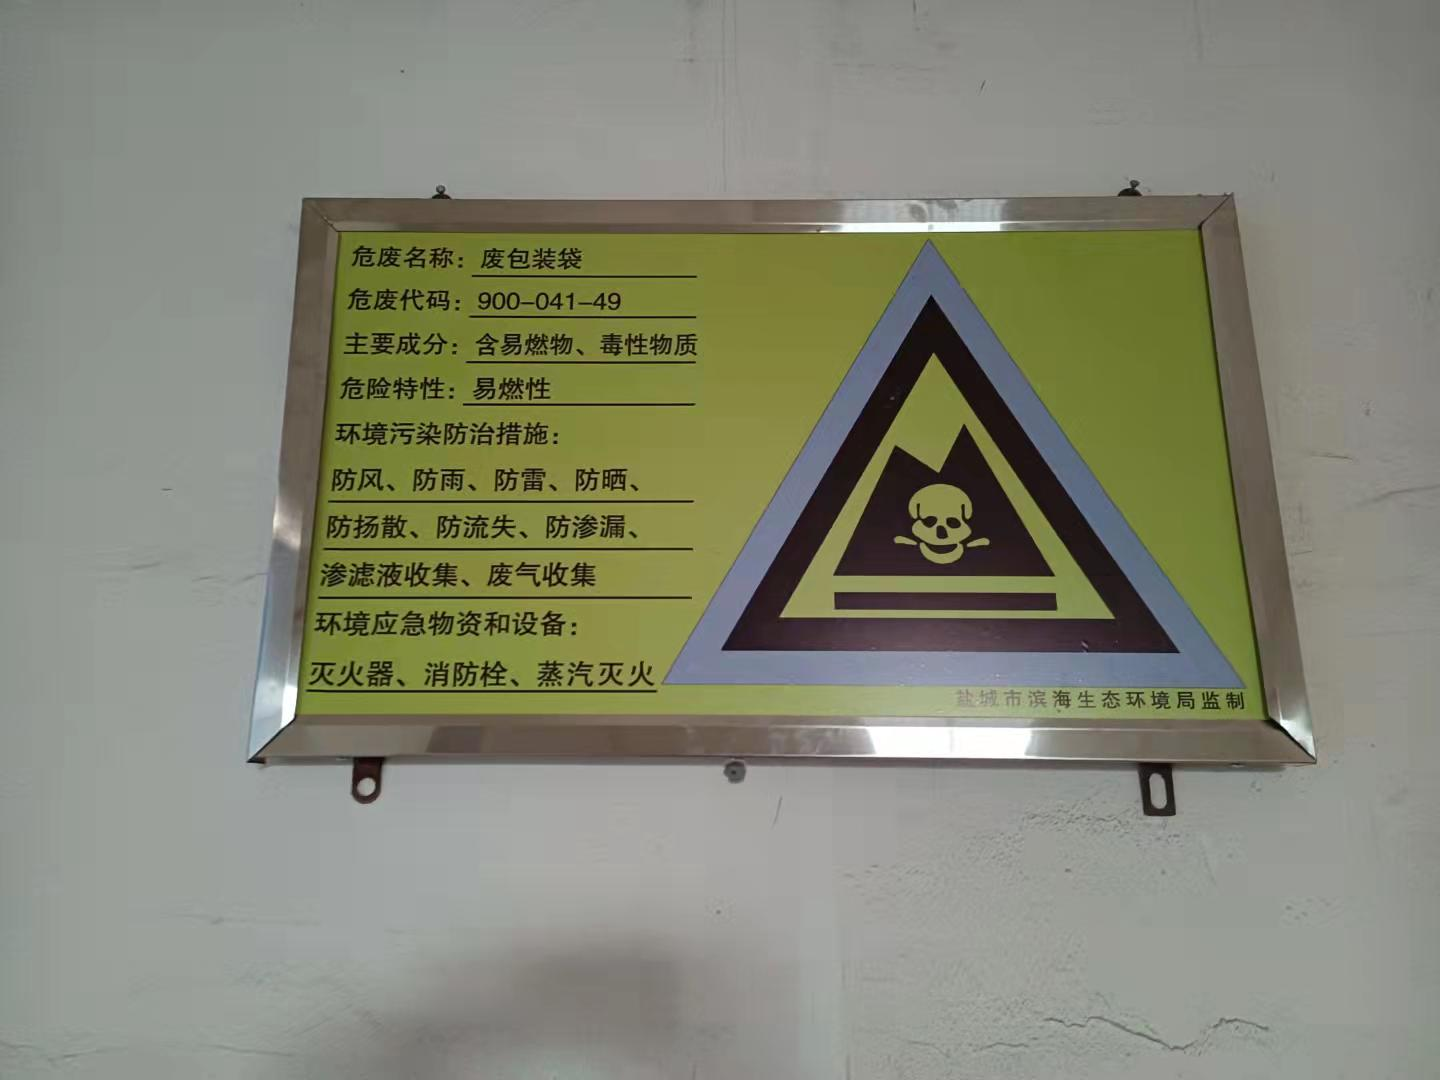 危废名称：废包装袋
危废代码：900-041-49
主要成分：含易燃物、毒性物质
危险特性：易燃性
环境污染防治措施：
防风、防雨、防雷、防晒、
防扬散、防流失、防渗漏、
渗滤液收集、废气收集
环境应急物资和设备：
灭火器、消防栓、蒸汽灭火
盐城市滨海生态环境局监制